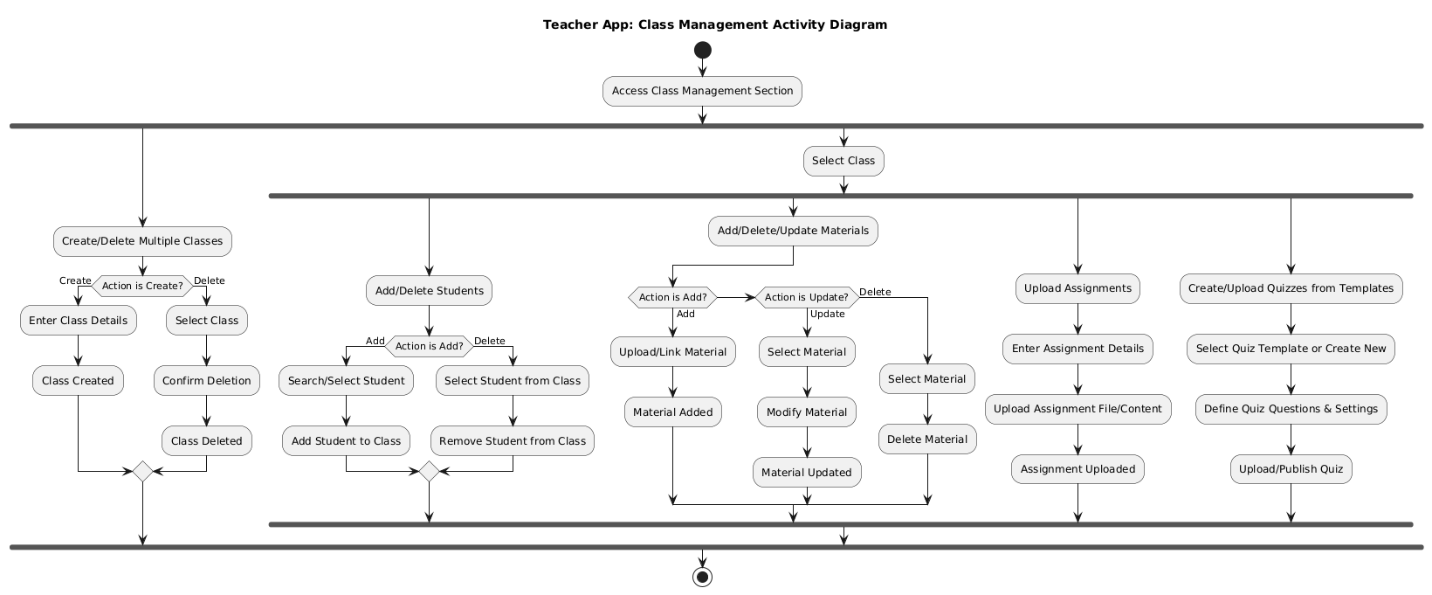 Teacher App: Class Management Activity Diagram
Access Class Management Section
Select Class
Create/Delete Multiple Classes
Action is Create?
Create
Delete
Enter Class Details
Class Created
Select Class
Confirm Deletion
Class Deleted
Add/Delete Students
Action is Add?
Add
Delete
Search/Select Student
Add Student to Class
Select Student from Class
Remove Student from Class
Add/Delete/Update Materials
Action is Add?
Add
Upload/Link Material
Material Added
Action is Update?
Update
Select Material
Modify Material
Material Updated
Delete
Select Material
Delete Material
Upload Assignments
Enter Assignment Details
Upload Assignment File/Content
Assignment Uploaded
Create/Upload Quizzes from Templates
Select Quiz Template or Create New
Define Quiz Questions & Settings
Upload/Publish Quiz